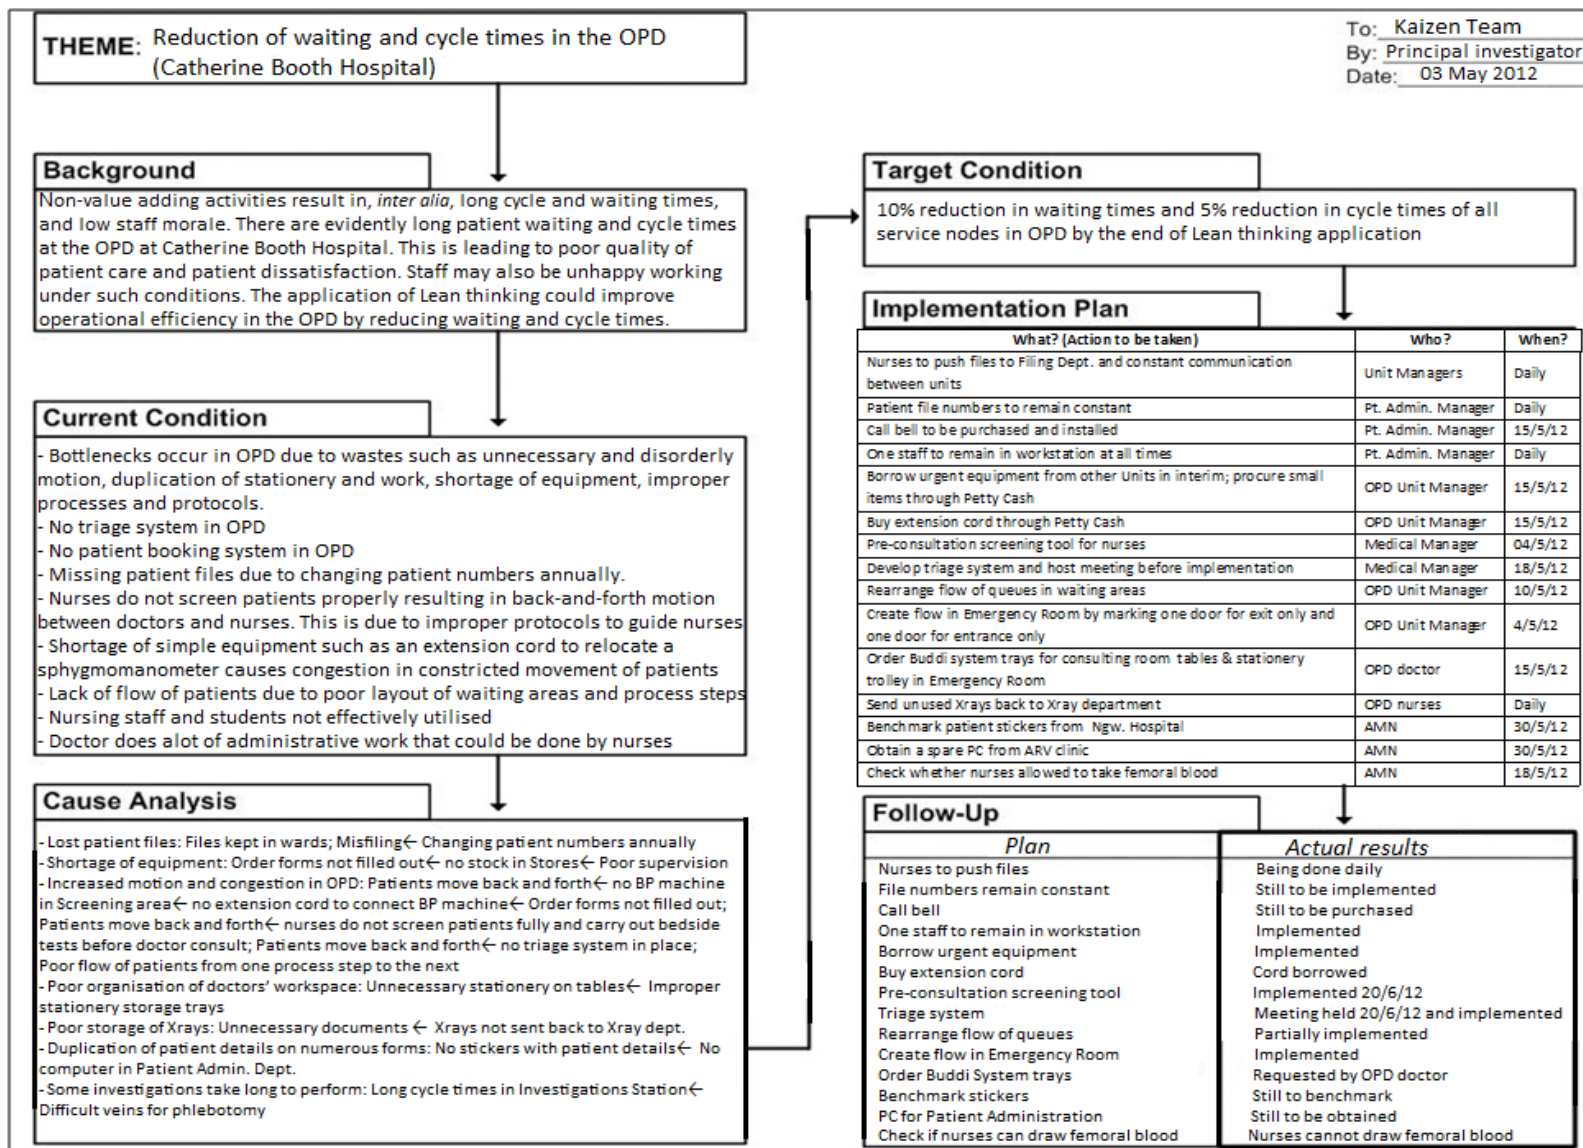 THEME: Reduction of waiting and cycle times in the OPD
(Catherine Booth Hospital)
To: Kaizen Team
By: Principal investigator
Date: 03 May 2012
Background
Non-value adding activities result in, inter alia, long cycle and waiting times,
and low staff morale. There are evidently long patient waiting and cycle times
at the OPD at Catherine Booth Hospital. This is leading to poor quality of
patient care and patient dissatisfaction. Staff may also be unhappy working
under such conditions. The application of Lean thinking could improve
operational efficiency in the OPD by reducing waiting and cycle times.
Current Condition
- Bottlenecks occur in OPD due to wastes such as unnecessary and disorderly
motion, duplication of stationery and work, shortage of equipment, improper
processes and protocols.
- No triage system in OPD
- No patient booking system in OPD
- Missing patient files due to changing patient numbers annually.
- Nurses do not screen patients properly resulting in back-and-forth motion
between doctors and nurses. This is due to improper protocols to guide nurses
- Shortage of simple equipment such as an extension cord to relocate a
sphygmomanometer causes congestion in constricted movement of patients
- Lack of flow of patients due to poor layout of waiting areas and process steps
- Nursing staff and students not effectively utilised
- Doctor does alot of administrative work that could be done by nurses
Cause Analysis
- Lost patient files: Files kept in wards; Misfiling← Changing patient numbers annually
- Shortage of equipment: Order forms not filled out← no stock in Stores← Poor supervision
- Increased motion and congestion in OPD: Patients move back and forth← no BP machine
in Screening area← no extension cord to connect BP machine← Order forms not filled out;
Patients move back and forth← nurses do not screen patients fully and carry out bedside
tests before doctor consult; Patients move back and forth← no triage system in place;
Poor flow of patients from one process step to the next
- Poor organisation of doctors' workspace: Unnecessary stationery on tables← Improper
stationery storage trays
- Poor storage of Xrays: Unnecessary documents ← Xrays not sent back to Xray dept.
- Duplication of patient details on numerous forms: No stickers with patient details← No
computer in Patient Admin. Dept.
- Some investigations take long to perform: Long cycle times in Investigations Station←
Difficult veins for phlebotomy
Target Condition
10% reduction in waiting times and 5% reduction in cycle times of all
service nodes in OPD by the end of Lean thinking application
Implementation Plan
What? (Action to be taken) Who? When?
Nurses to push files to Filing Dept. and constant communication
between units Unit Managers Daily
Patient file numbers to remain constant Pt. Admin. Manager Daily
Call bell to be purchased and installed Pt. Admin. Manager 15/5/12
One staff to remain in workstation at all times Pt. Admin. Manager Daily
Borrow urgent equipment from other Units in interim; procure small
items through Petty Cash OPD Unit Manager 15/5/12
Buy extension cord through Petty Cash OPD Unit Manager 15/5/12
Pre-consultation screening tool for nurses Medical Manager 04/5/12
Develop triage system and host meeting before implementation Medical Manager 18/5/12
Rearrange flow of queues in waiting areas OPD Unit Manager 10/5/12
Create flow in Emergency Room by marking one door for exit only and
one door for entrance only OPD Unit Manager 4/5/12
Order Buddi system trays for consulting room tables & stationery
trolley in Emergency Room OPD doctor 15/5/12
Send unused Xrays back to Xray department OPD nurses Daily
Benchmark patient stickers from Ngw. Hospital AMN 30/5/12
Obtain a spare PC from ARV clinic AMN 30/5/12
Check whether nurses allowed to take femoral blood AMN 18/5/12
Follow-Up
Plan Actual results
Nurses to push files Being done daily
File numbers remain constant Still to be implemented
Call bell Still to be purchased
One staff to remain in workstation Implemented
Borrow urgent equipment Implemented
Buy extension cord Cord borrowed
Pre-consultation screening tool Implemented 20/6/12
Triage system Meeting held 20/6/12 and implemented
Rearrange flow of queues Partially implemented
Create flow in Emergency Room Implemented
Order Buddi System trays Requested by OPD doctor
Benchmark stickers Still to benchmark
PC for Patient Administration Still to be obtained
Check if nurses can draw femoral blood Nurses cannot draw femoral blood